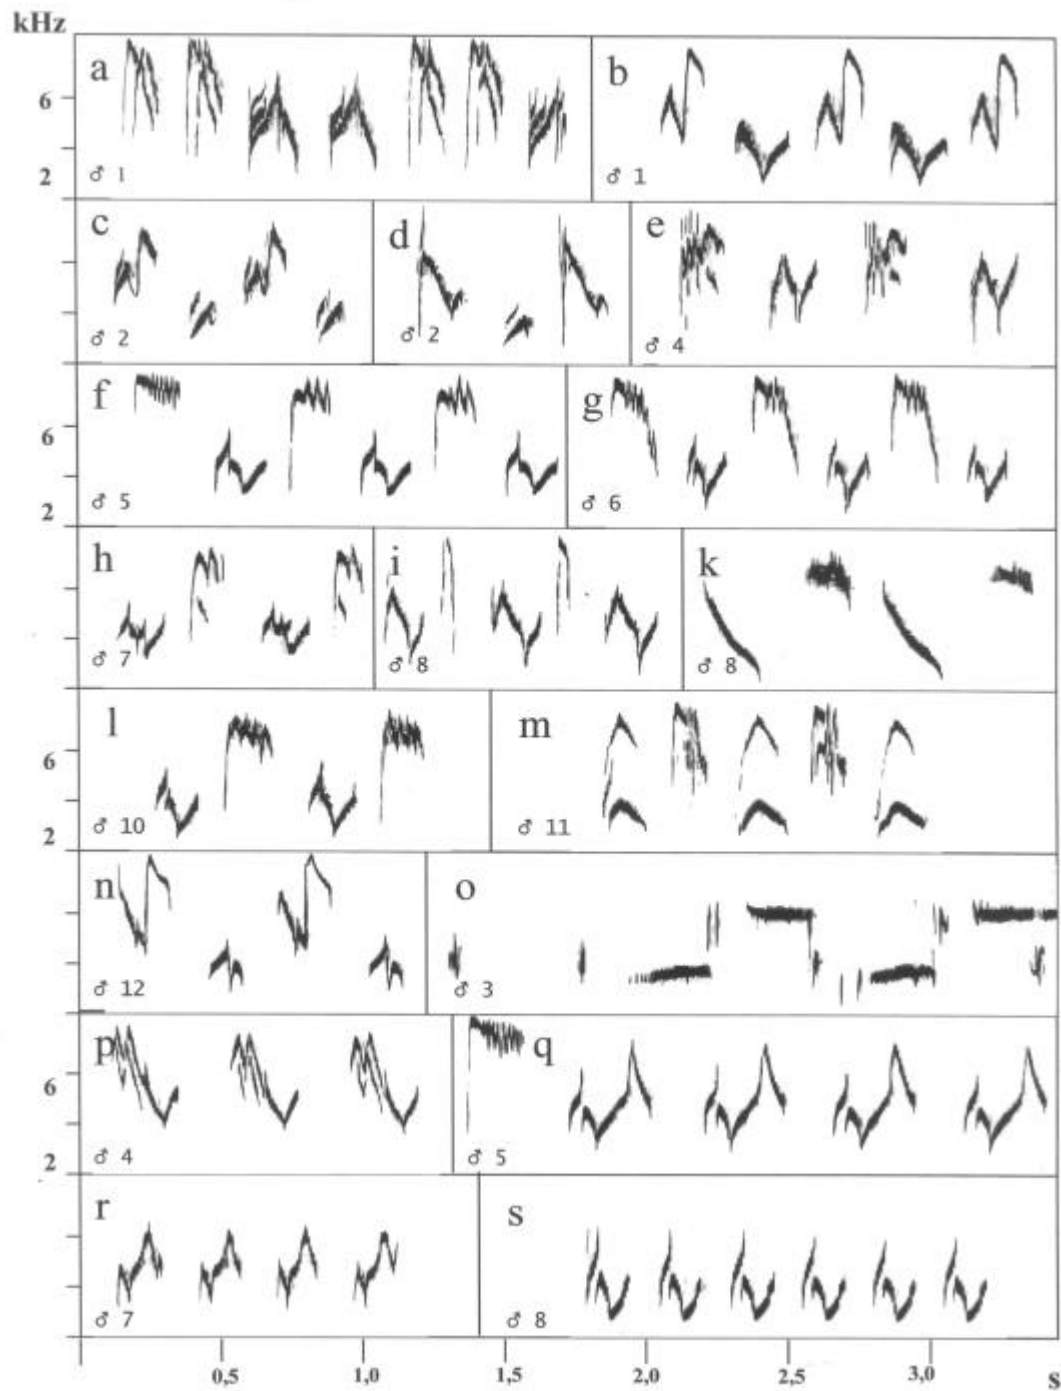 kHz
a b
6
2 ♂ 1 ♂ 1
c d e
♂ 2 ♂ 2 ♂ 4
f g
6
2 ♂ 5 ♂ 6
h i k
♂ 7 ♂ 8 ♂ 8
l m
6
2 ♂ 10 ♂ 11
n o
♂ 12 ♂ 3
p q
6
2 ♂ 4 ♂ 5
r s
♂ 7 ♂ 8
0,5 1,0 1,5 2,0 2,5 3,0 s